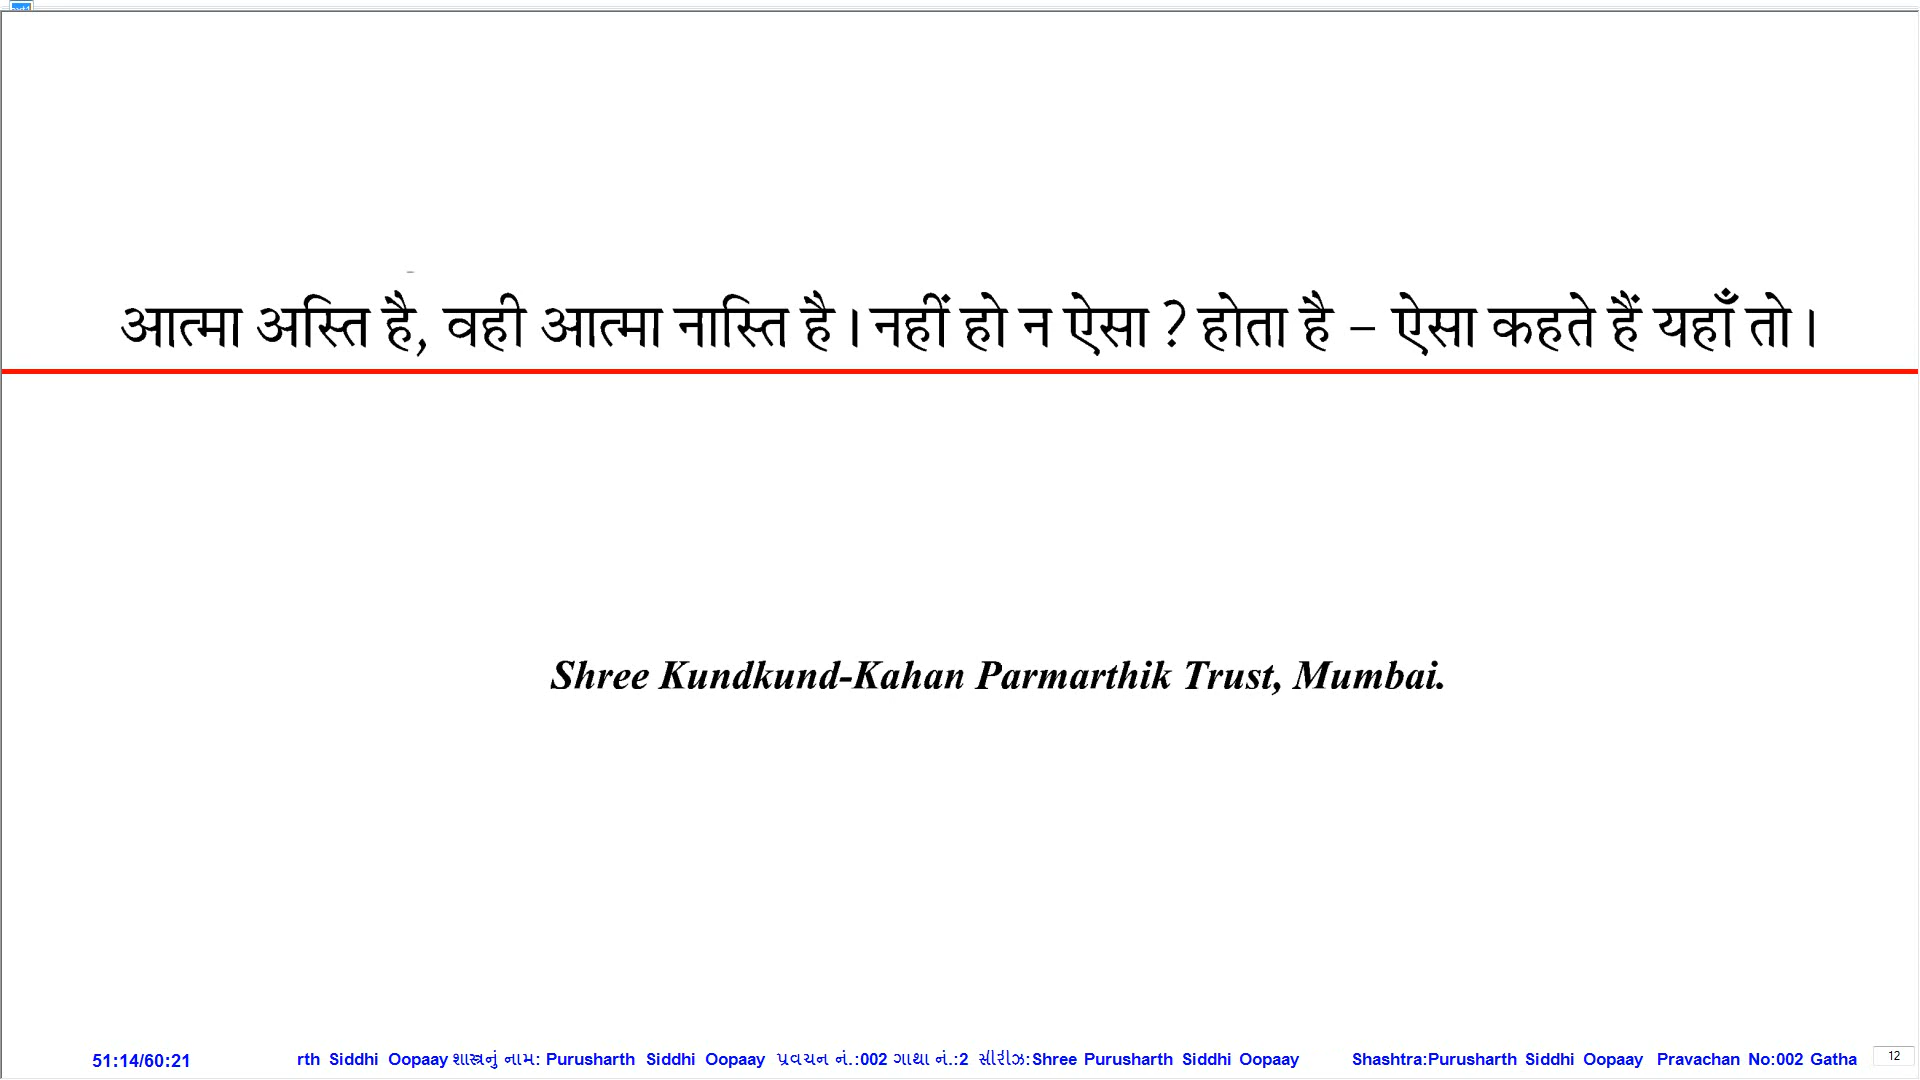 आत्मा अस्ति है, वही आत्मा नास्ति है। नहीं हो न ऐसा ? होता है – ऐसा कहते हैं यहाँ तो।
Shree Kundkund-Kahan Parmarthik Trust, Mumbai.
51:14/60:21 rth Siddhi Oopaay શાસ્ત્રનું નામ: Purusharth Siddhi Oopaay પ્રવચન નં.:002 ગાથા નં.:2 સીરીઝ:Shree Purusharth Siddhi Oopaay Shashtra:Purusharth Siddhi Oopaay Pravachan No:002 Gatha 12